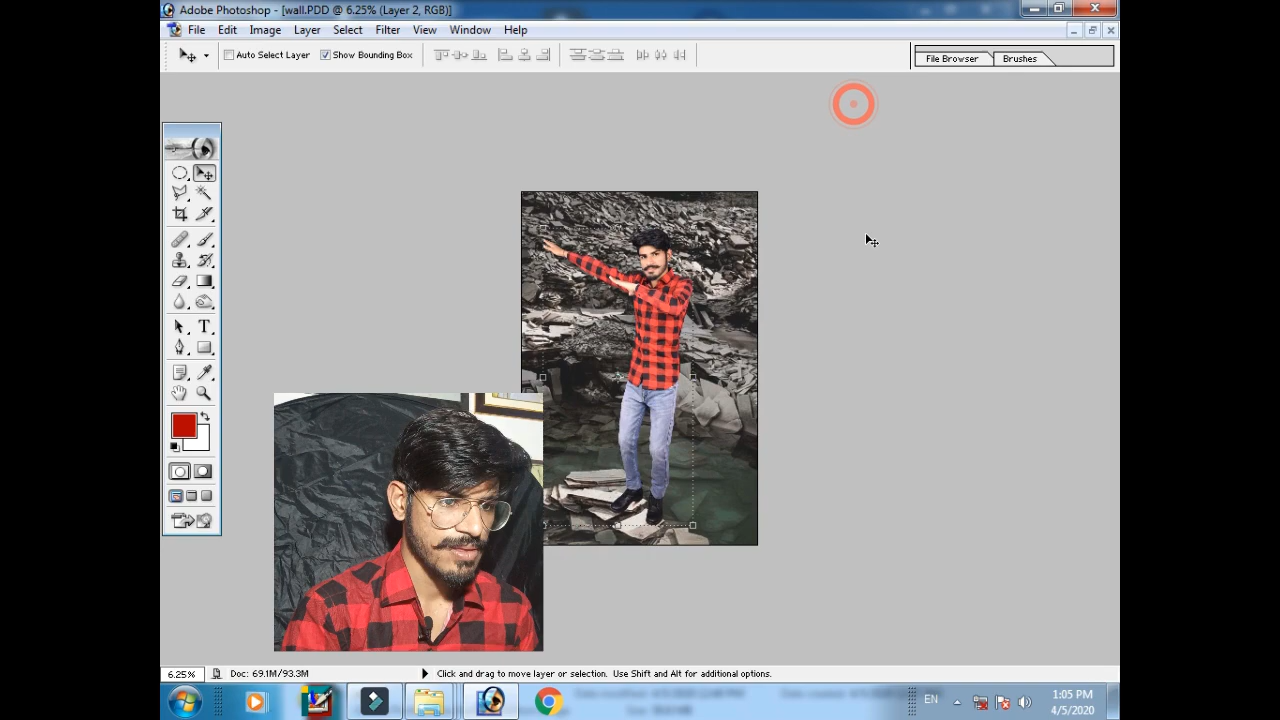 Adobe Photoshop - [wall.PDD @ 6.25% (Layer 2, RGB)]
File Edit Image Layer Select Filter View Window Help
Auto Select Layer Show Bounding Box File Browser Brushes
T
6.25% Doc: 69.1M/93.3M Click and drag to move layer or selection. Use Shift and Alt for additional options.
EN 1:05 PM
4/5/2020